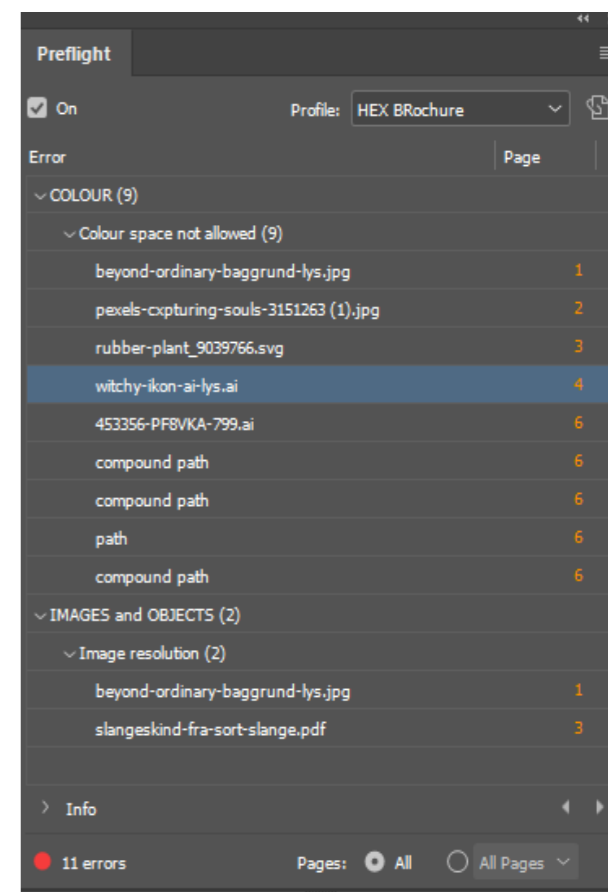 Preflight
On Profile: HEX BRochure
Error Page
COLOUR (9)
Colour space not allowed (9)
beyond-ordinary-baggrund-lys.jpg 1
pexels-cxpturing-souls-3151263 (1).jpg 2
rubber-plant_9039766.svg 3
witchy-ikon-ai-lys.ai 4
453356-PF8VKA-799.ai 6
compound path 6
compound path 6
path 6
compound path 6
IMAGES and OBJECTS (2)
Image resolution (2)
beyond-ordinary-baggrund-lys.jpg 1
slangeskind-fra-sort-slange.pdf 3
Info
11 errors Pages: All All Pages